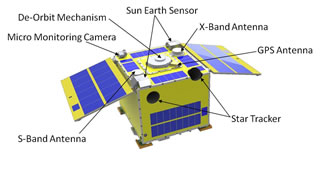 Sun Earth Sensor
De-Orbit Mechanism
X-Band Antenna
Micro Monitoring Camera
GPS Antenna
S-Band Antenna
Star Tracker